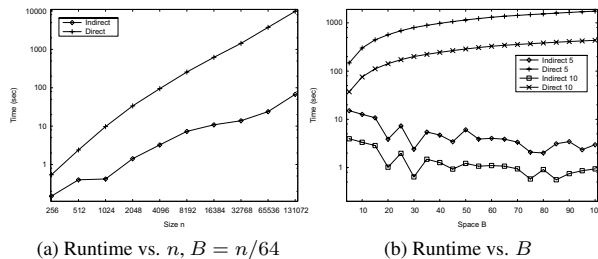 10000
1000
100
10
1
Time (sec)
Indirect
Direct
256 512 1024 2048 4096 8192 16384 32768 65536 131072
Size n
(a) Runtime vs. n, B = n/64
1000
100
10
1
Time (sec)
Indirect 5
Direct 5
Indirect 10
Direct 10
10 20 30 40 50 60 70 80 90 100
Space B
(b) Runtime vs. B